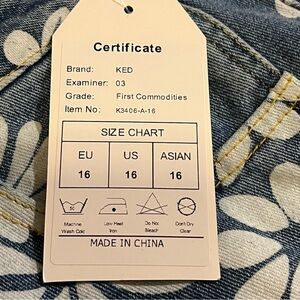 Certificate
Brand: KED
Examiner: 03
Grade: First Commodities
Item No: K3406-A-16
SIZE CHART
EU US ASIAN
16 16 16
Machine Wash Cold
Low Heat Iron
Do Not Bleach
Don't Dry Clear
MADE IN CHINA